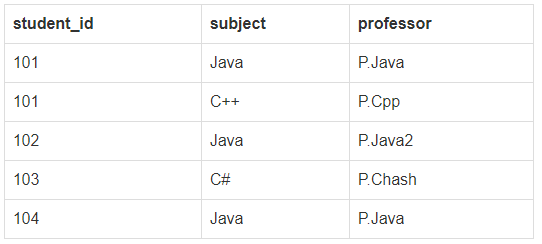 student_id subject professor
101 Java P.Java
101 C++ P.Cpp
102 Java P.Java2
103 C# P.Chash
104 Java P.Java